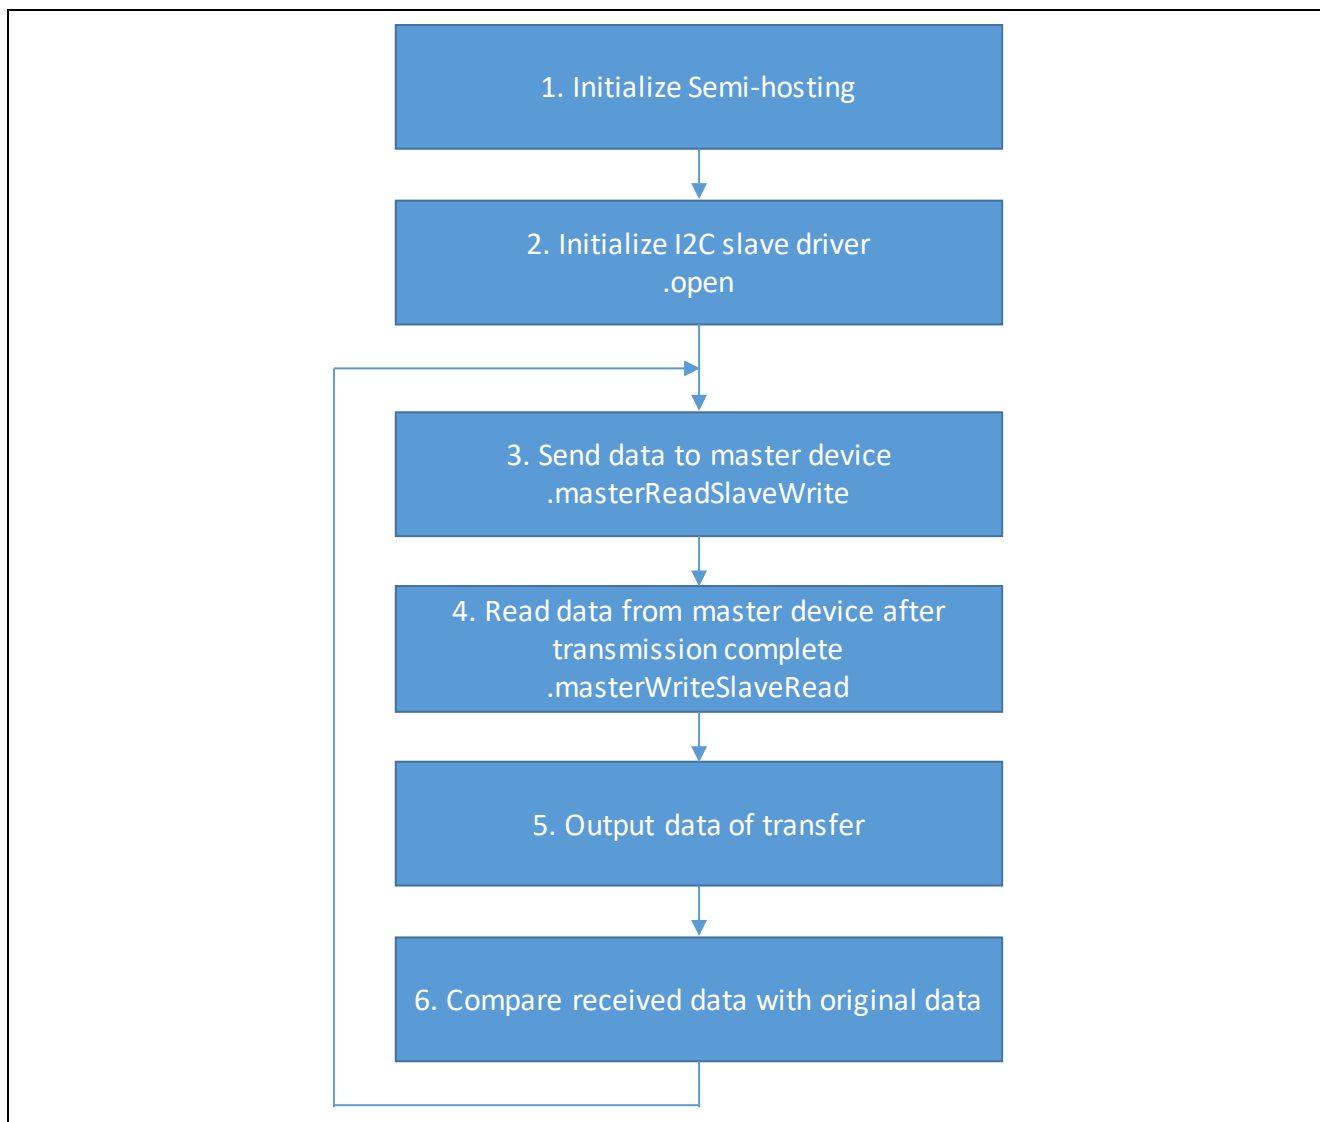 1. Initialize Semi-hosting
2. Initialize I2C slave driver
.open
3. Send data to master device
.masterReadSlaveWrite
4. Read data from master device after
transmission complete
.masterWriteSlaveRead
5. Output data of transfer
6. Compare received data with original data